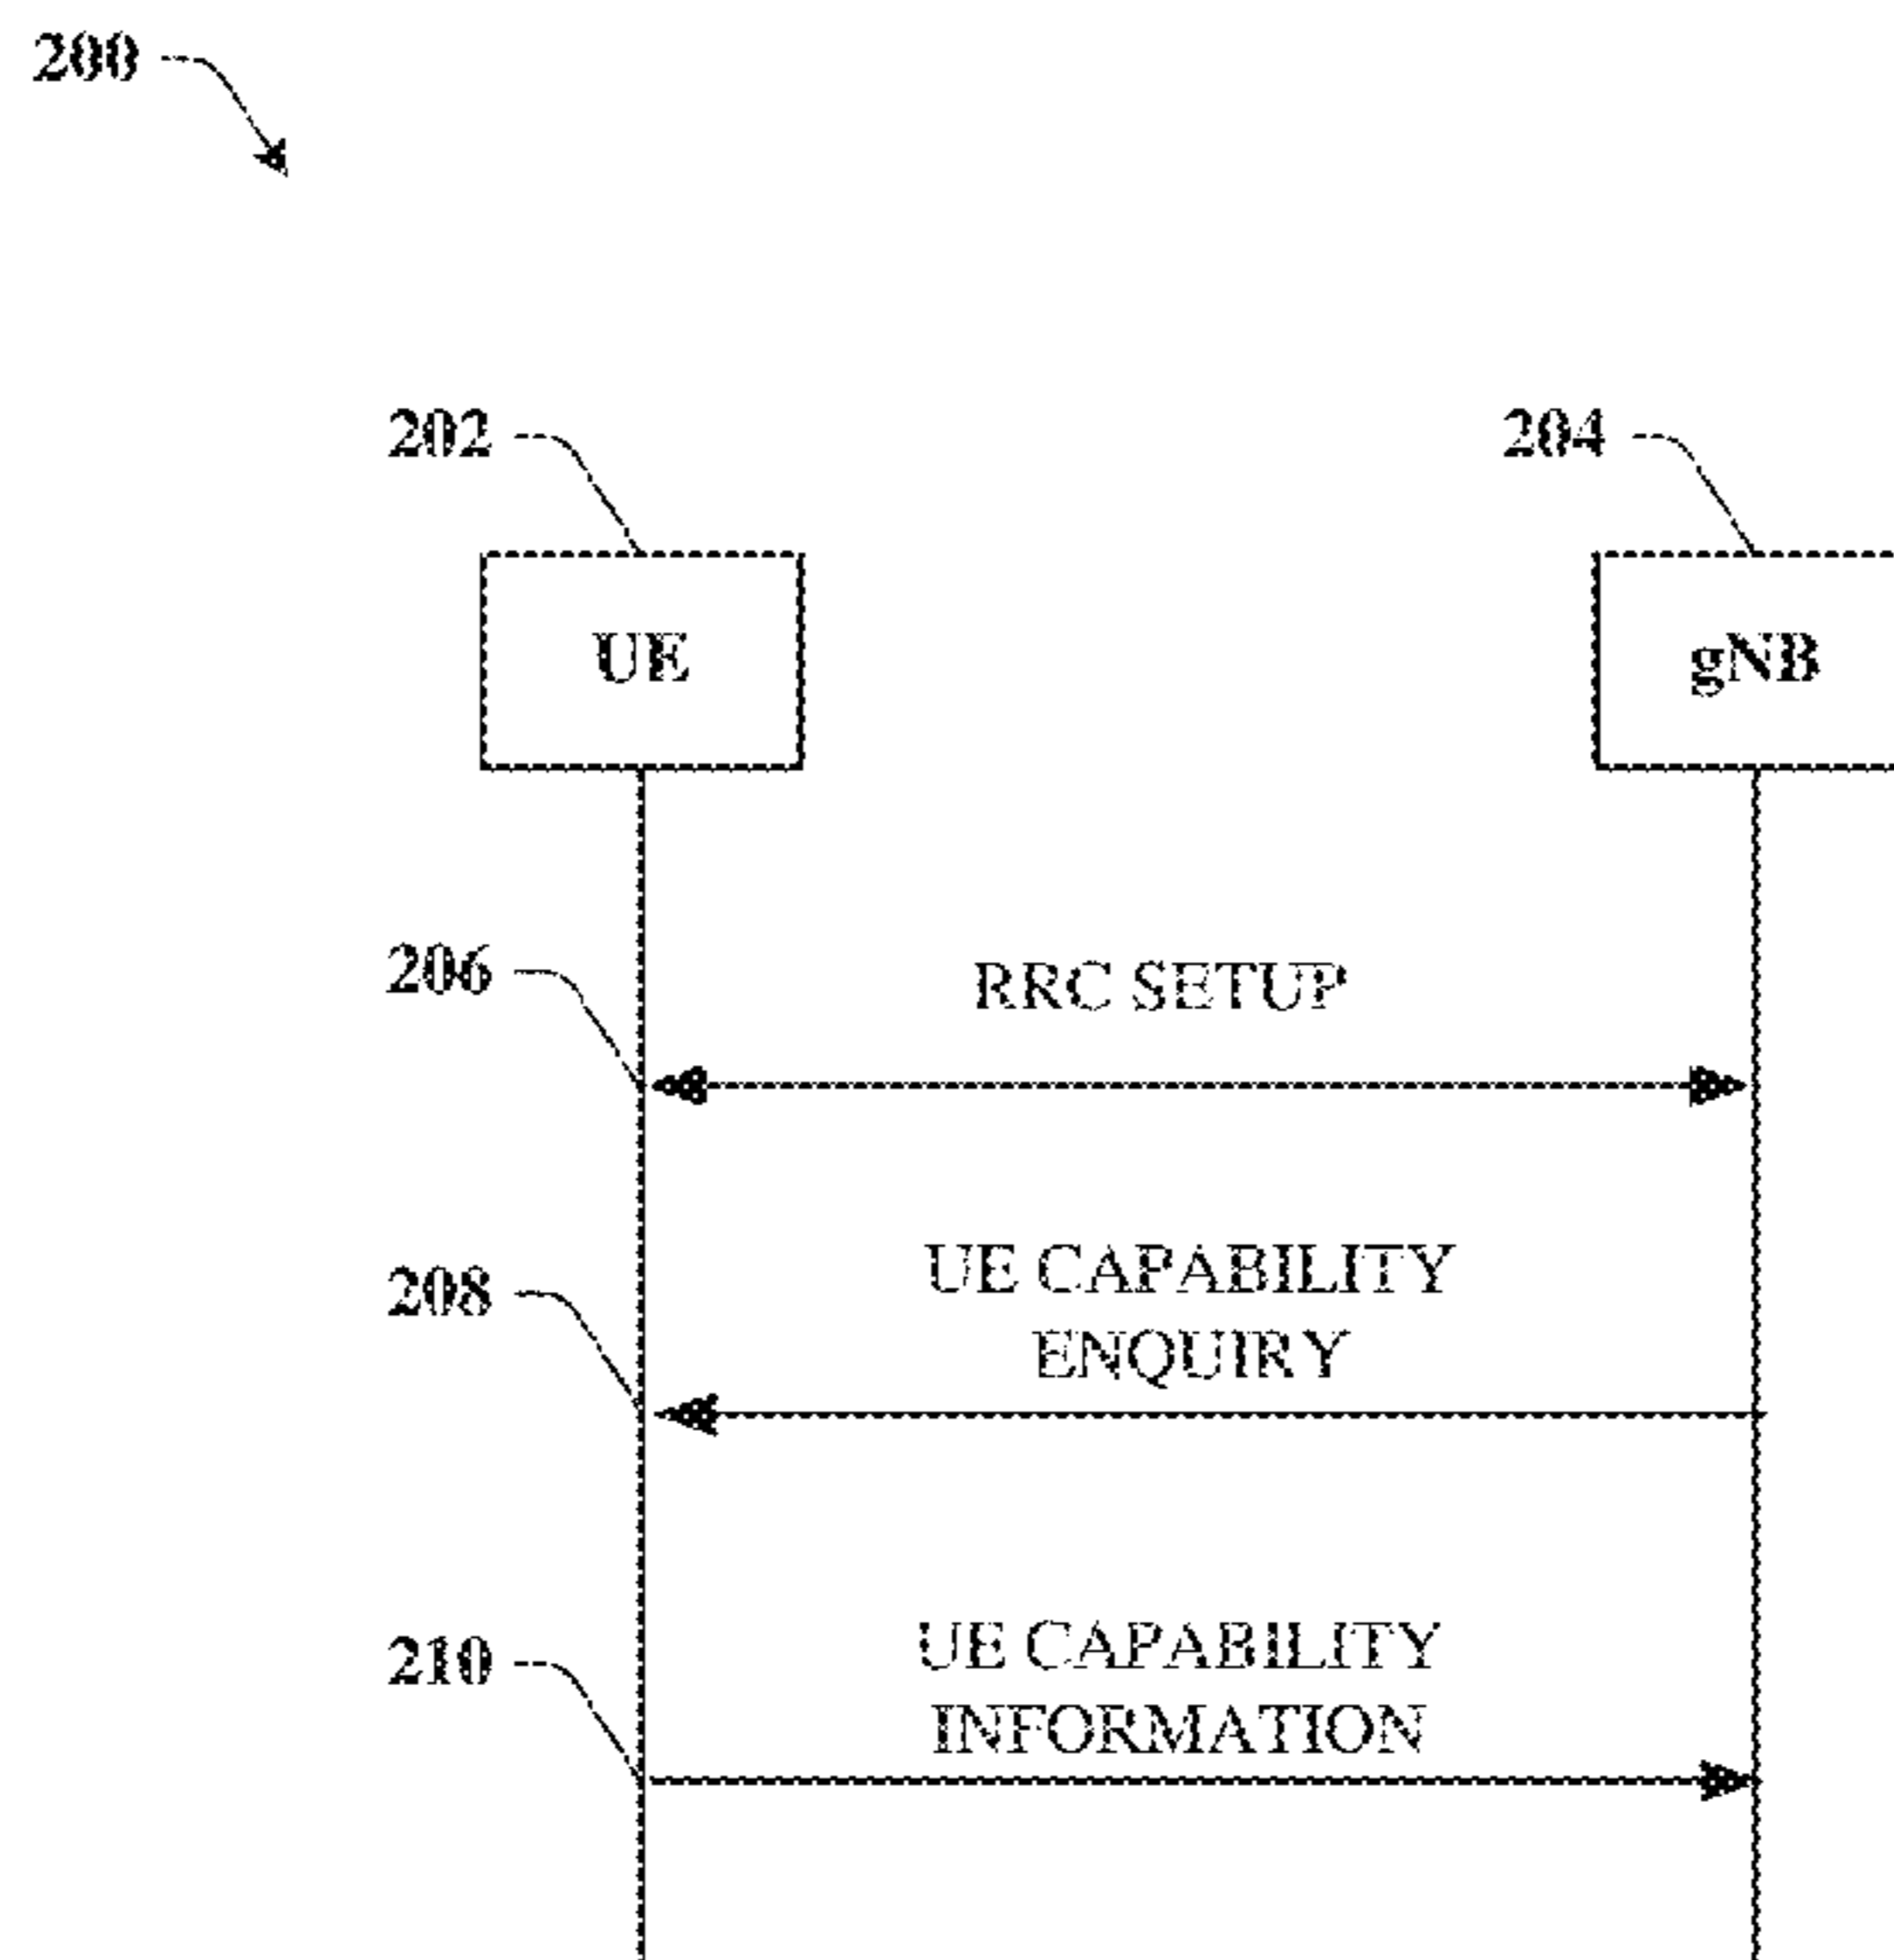 200
202
204
UE
gNB
206
RRC SETUP
208
UE CAPABILITY
ENQUIRY
210
UE CAPABILITY
INFORMATION